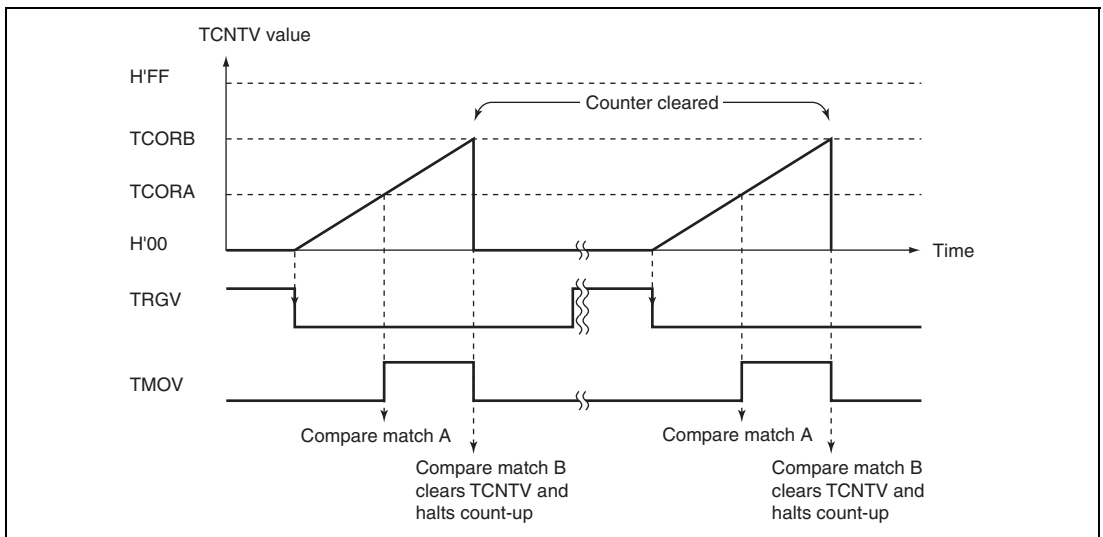 TCNTV value
H'FF
Counter cleared
TCORB
TCORA
H'00
Time
TRGV
TMOV
Compare match A
Compare match A
Compare match B
clears TCNTV and
halts count-up
Compare match B
clears TCNTV and
halts count-up